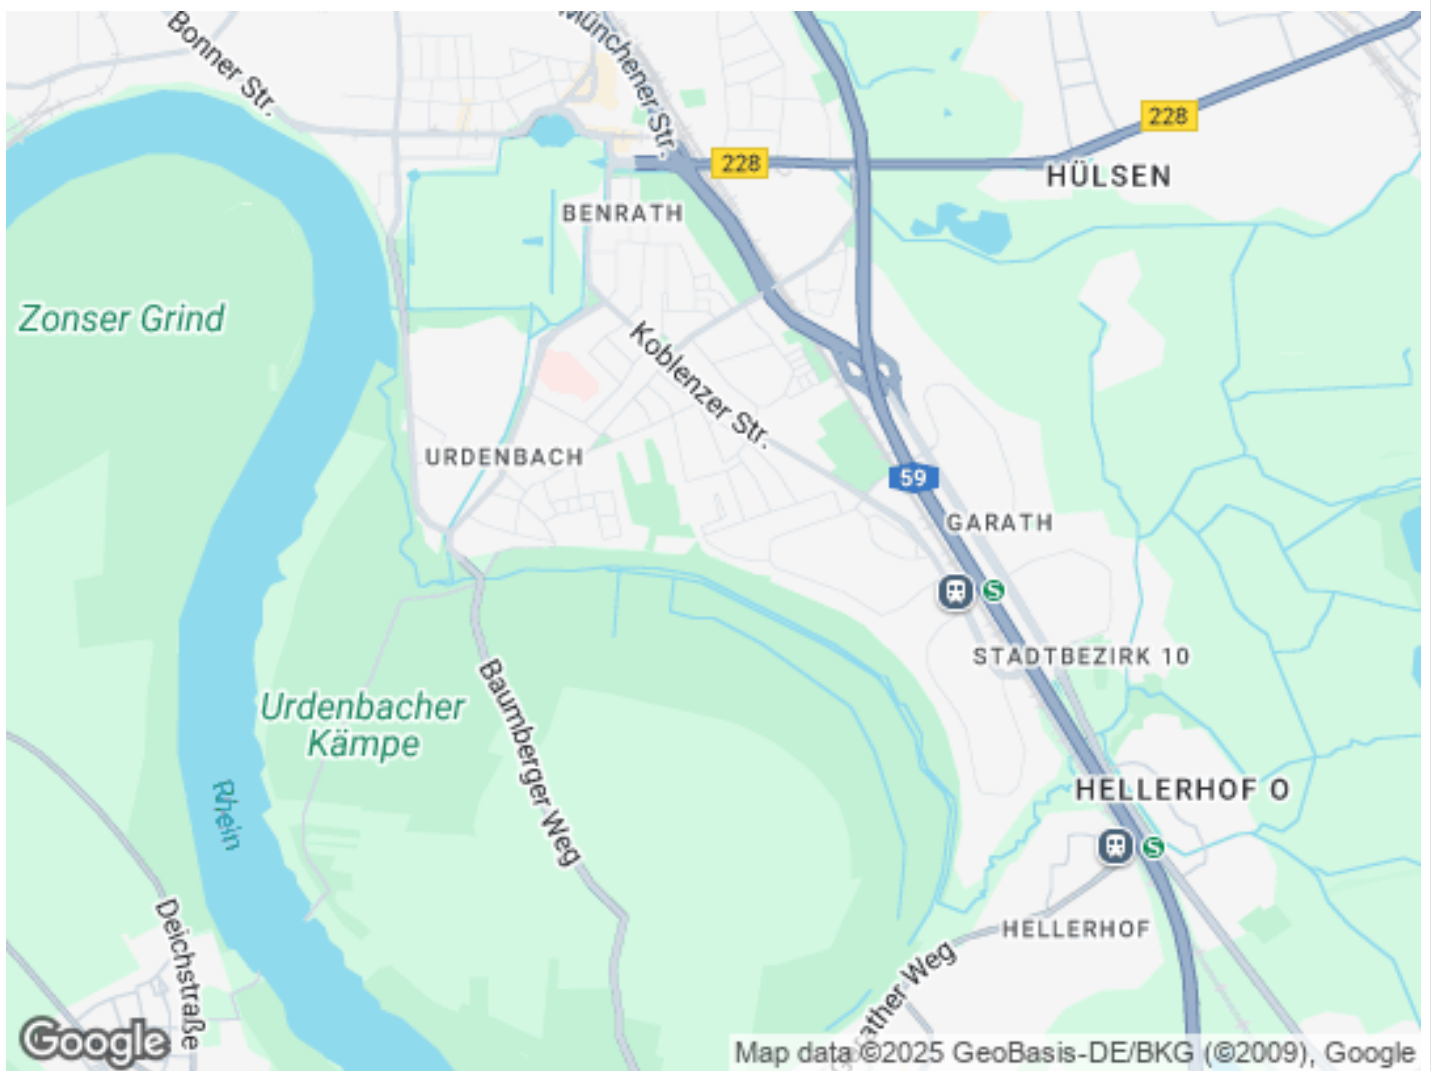 Bonner Str.
Münchener Str.
228
228
HÜLSEN
BENRATH
Zonser Grind
Koblenzer Str.
URDENBACH
59
GARATH
S
STADTBEZIRK 10
Baumberger Weg
Urdenbacher
Kämpe
Rhein
HELLERHOF O
S
HELLERHOF
Deichstraße
Weg
Google
Map data ©2025 GeoBasis-DE/BKG (©2009), Google